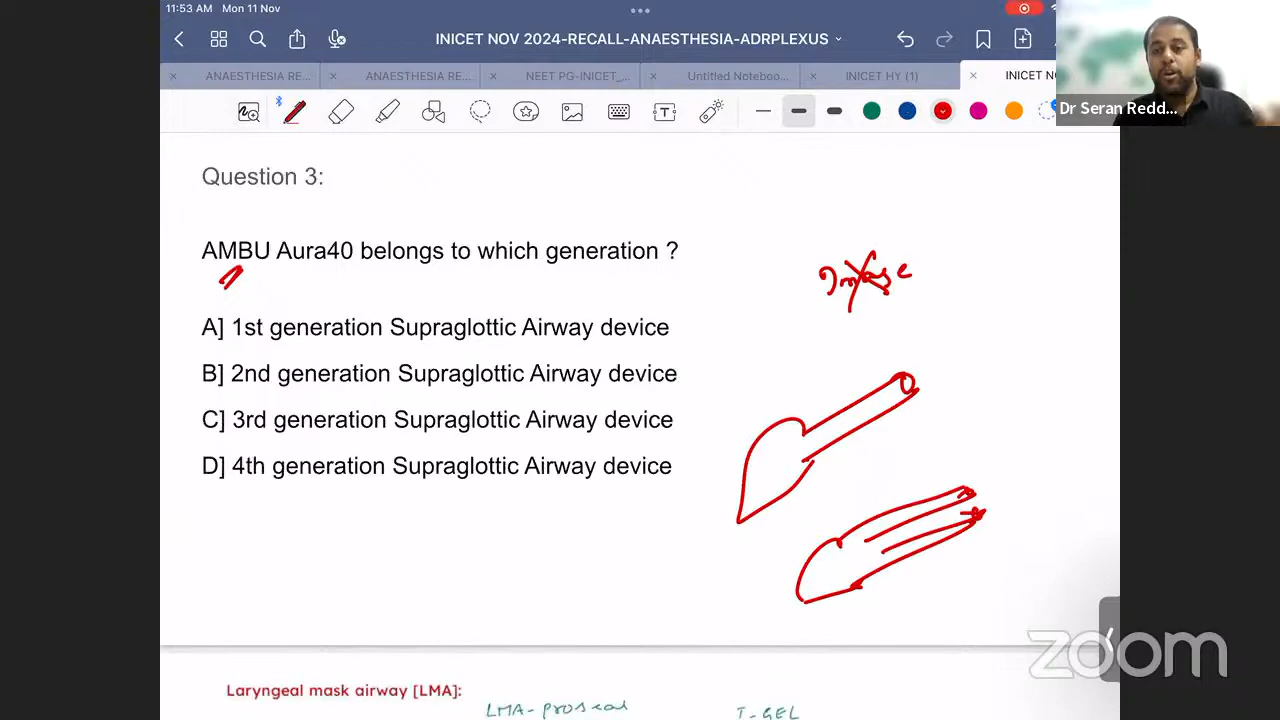 11:53 AM Mon 11 Nov
INICET NOV 2024-RECALL-ANAESTHESIA-ADRPLEXUS
ANAESTHESIA RE...
ANAESTHESIA RE...
NEET PG-INICET_...
Untitled Noteboo...
INICET HY (1)
INICET NO
Dr Seran Redd...
Question 3:
AMBU Aura40 belongs to which generation ?
Image
A] 1st generation Supraglottic Airway device
B] 2nd generation Supraglottic Airway device
C] 3rd generation Supraglottic Airway device
D] 4th generation Supraglottic Airway device
zoom
Laryngeal mask airway [LMA]:
LMA-proseal
I-GEL